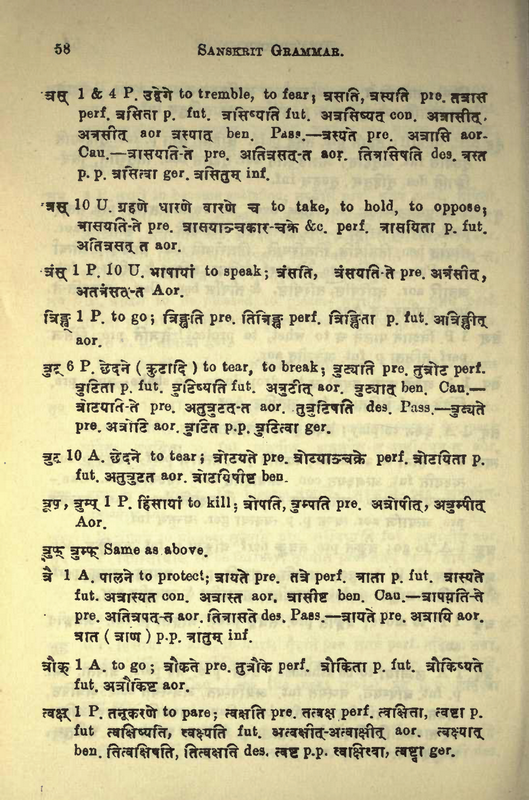 58 SANSKRIT GRAMMAR.
त्रस् 1 & 4 P. उद्वेगे to tremble, to fear; त्रसति, त्रस्यति pre. तत्रास
perf. त्रसिता p. fut. त्रसिष्यति fut. अत्रसिष्यत् con. अत्रासीत्,
अत्रसीत् aor त्रस्यात् ben. Pass.—त्रस्यते pre. अत्रासि aor-
Cau.—त्रासयति-ते pre. अतित्रसत्-त aor. तित्रसिषति des. त्रस्त
p. p. त्रसित्वा ger. त्रसितुम् inf.
त्रस् 10 U. ग्रहणे धारणे वारणे च to take, to hold, to oppose;
त्रासयति-ते pre. त्रासयाञ्चकार-चक्रे &c. perf. त्रासयिता p. fut.
अतित्रसत् त aor.
त्रंस् 1 P. 10 U. भाषायां to speak; त्रंसति, त्रंसयति-ते pre. अत्रंसीत्,
अतत्रंसत्-त Aor.
त्रिङ्ख् 1 P. to go; त्रिङ्खति pre. तित्रिङ्ख perf. त्रिङ्खिता p. fut. अत्रिङ्खीत्
aor.
त्रुट् 6 P. छेदने ( कुटादि ) to tear, to break; त्रुट्यति pre. तुत्रोट perf.
त्रुटिता p. fut. त्रुटिष्यति fut. अत्रुटीत् aor. त्रुट्यात् ben. Cau.—
त्रोटयति-ते pre. अतुत्रुटत्-त aor. तुत्रुटिषति des. Pass.—त्रुट्यते
pre. अत्रोटि aor. त्रुटित p.p. त्रुटित्वा ger.
त्रुट् 10 A. छेदने to tear; त्रोटयते pre. त्रोटयाञ्चक्रे perf. त्रोटयिता p.
fut. अतुत्रुटत aor. त्रोटयिषीष्ट ben.
त्रुप्, त्रुम्प् 1 P. हिंसायां to kill; त्रोपति, त्रुम्पति pre. अत्रोपीत्, अत्रुम्पीत्
Aor.
त्रुफ् त्रुम्फ् Same as above.
त्रै 1 A. पालने to protect; त्रायते pre. तत्रे perf. त्राता p. fut. त्रास्यते
fut. अत्रास्यत con. अत्रास्त aor. त्रासीष्ट ben. Cau.—त्रापयति-ते
pre. अतित्रपत्-त aor. तित्रासते des. Pass.—त्रायते pre. अत्रायि aor.
त्रात ( त्राण ) p.p. त्रातुम् inf.
त्रौक् 1 A. to go; त्रौकते pre. तुत्रौके perf. त्रौकिता p. fut. त्रौकिष्यते
fut. अत्रौकिष्ट aor.
त्वक्ष् 1 P. तनूकरणे to pare; त्वक्षति pre. तत्वक्ष perf. त्वक्षिता, त्वष्टा p.
fut त्वक्षिष्यति, त्वक्ष्यति fut. अत्वक्षीत्-अत्वाक्षीत् aor. त्वक्ष्यात्
ben. तित्वक्षिषति, तित्वक्षति des. त्वष्ट p.p. त्वक्षित्वा, त्वष्ट्वा ger.